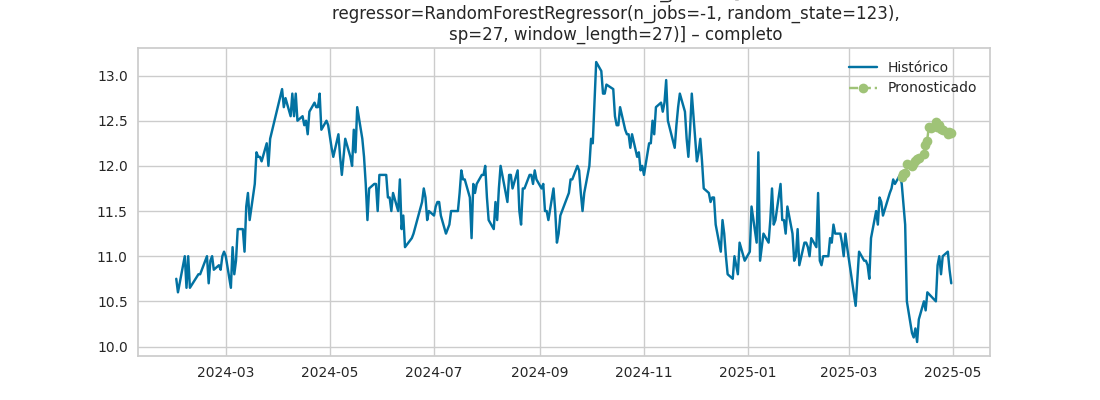 regressor=RandomForestRegressor(n_jobs=-1, random_state=123),
sp=27, window_length=27)] – completo
Histórico
Pronosticado
13.0
12.5
12.0
11.5
11.0
10.5
10.0
2024-03 2024-05 2024-07 2024-09 2024-11 2025-01 2025-03 2025-05